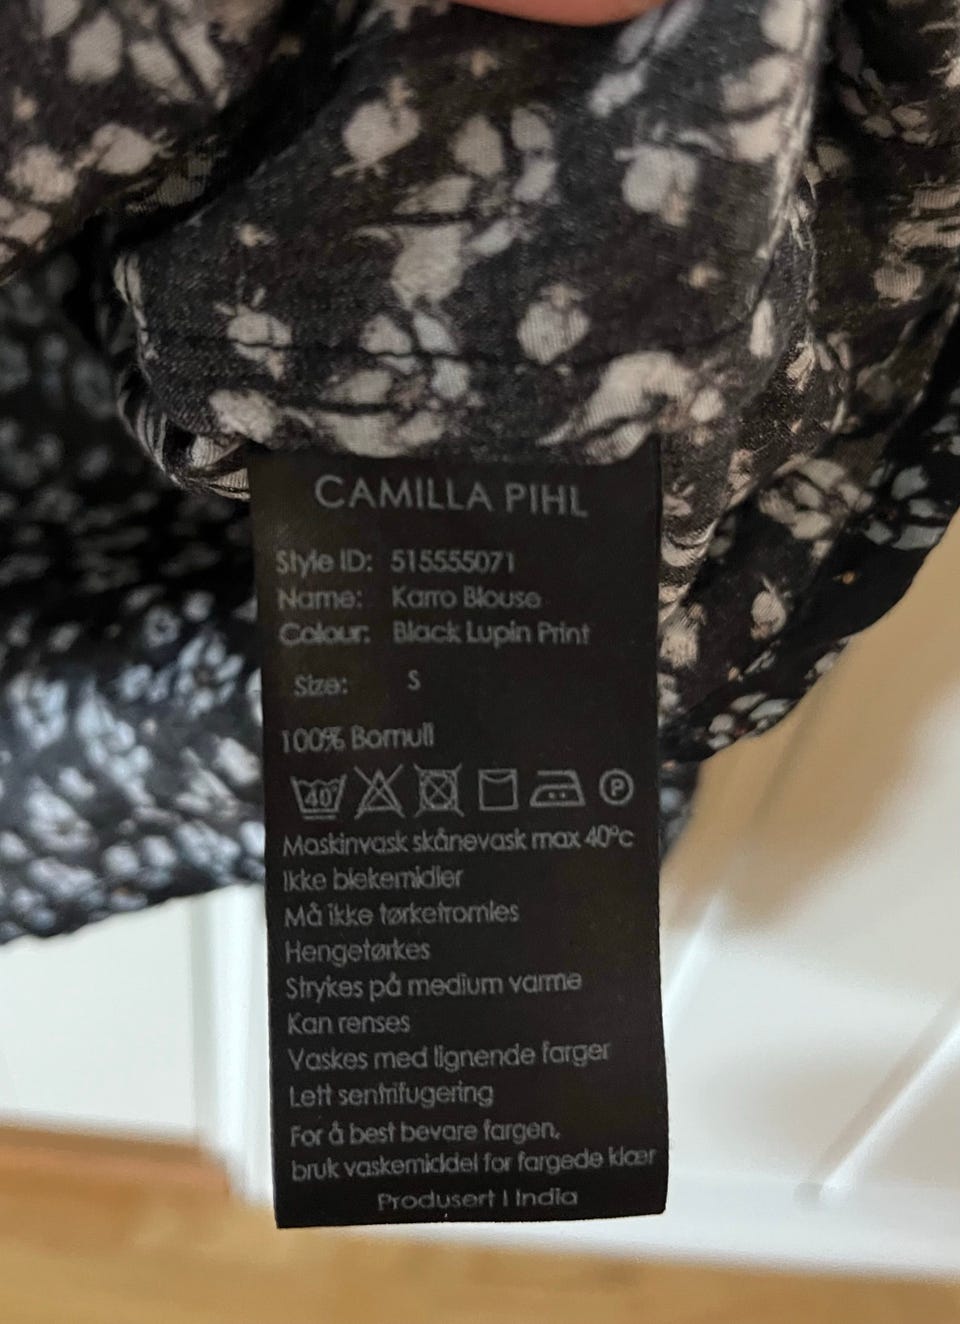 CAMILLA PIHL
Style ID: 515555071
Name: Karro Blouse
Colour: Black Lupin Print
Size: S
100% Bomull
40 P
Maskinvask skånevask max 40°c
Ikke blekemidler
Må ikke tørketromles
Hengetørkes
Strykes på medium varme
Kan renses
Vaskes med lignende farger
Lett sentrifugering
For å best bevare fargen,
bruk vaskemiddel for fargede klær
Produsert I India